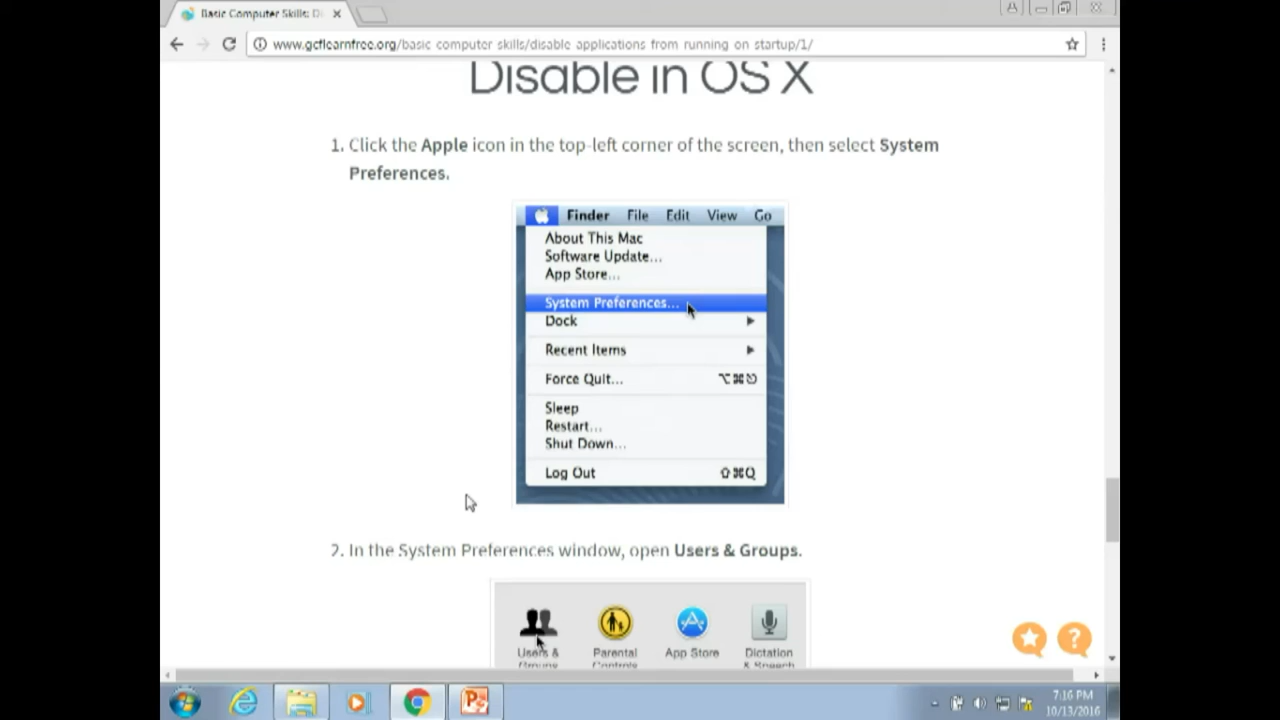 Basic Computer Skills: Di
www.gcflearnfree.org/basic computer skills/disable applications from running on startup/1/
Disable in OS X
1. Click the Apple icon in the top-left corner of the screen, then select System
Preferences.
Finder File Edit View Go
About This Mac
Software Update...
App Store...
System Preferences...
Dock
Recent Items
Force Quit... ⌥⌘⎋
Sleep
Restart...
Shut Down...
Log Out ⇧⌘Q
2. In the System Preferences window, open Users & Groups.
Users & Parental App Store Dictation
Groups Controls & Speech
7:16 PM
10/13/2016